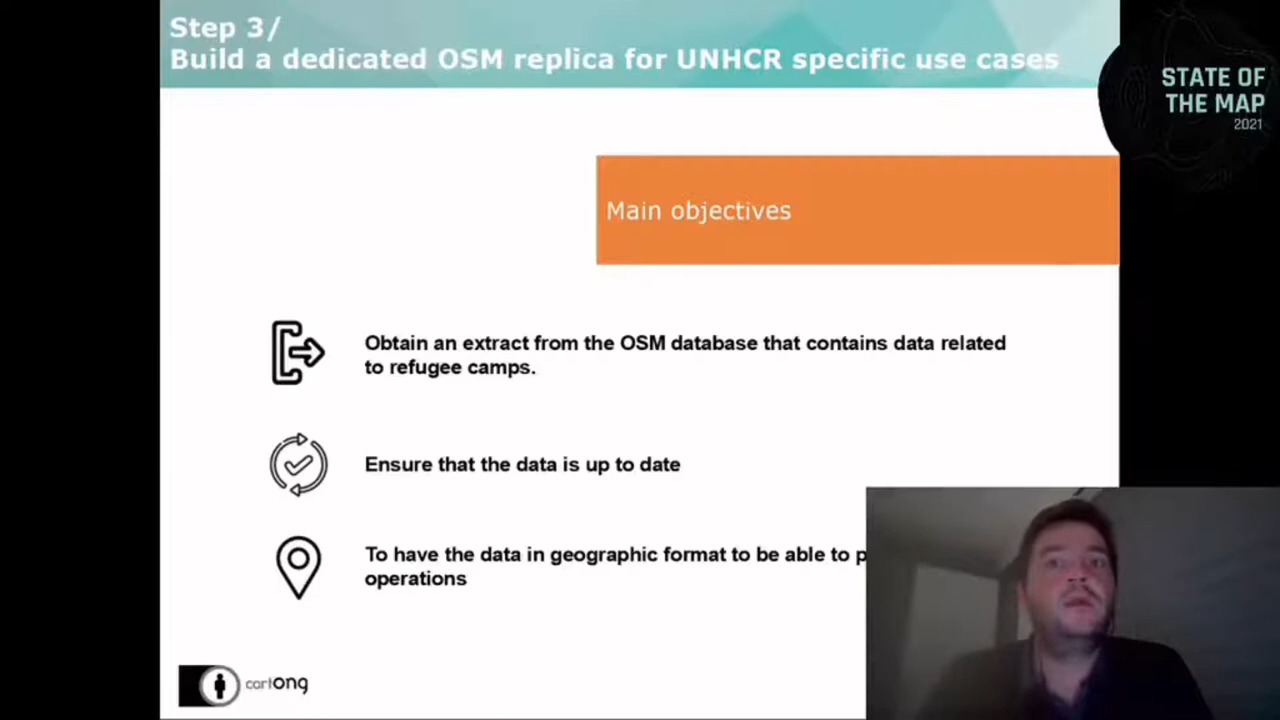 Step 3/
Build a dedicated OSM replica for UNHCR specific use cases
STATE OF
THE MAP
2021
Main objectives
Obtain an extract from the OSM database that contains data related
to refugee camps.
Ensure that the data is up to date
To have the data in geographic format to be able to
operations
cartong